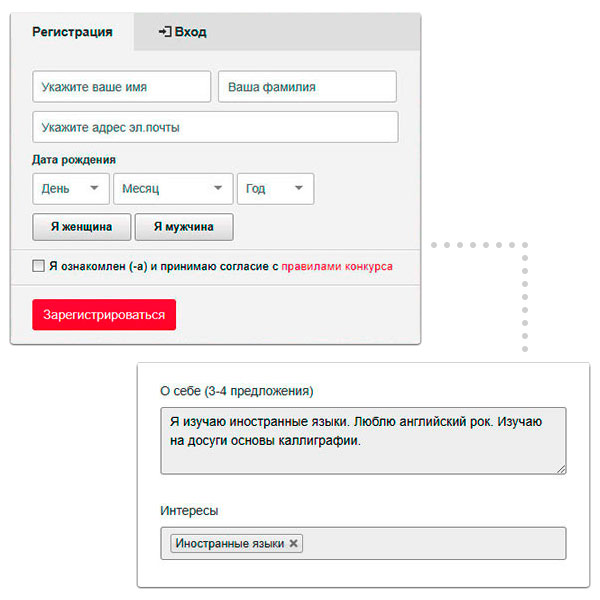 Регистрация
Вход
Укажите ваше имя
Ваша фамилия
Укажите адрес эл.почты
Дата рождения
День
Месяц
Год
Я женщина
Я мужчина
Я ознакомлен (-а) и принимаю согласие с правилами конкурса
Зарегистрироваться
О себе (3-4 предложения)
Я изучаю иностранные языки. Люблю английский рок. Изучаю
на досуги основы каллиграфии.
Интересы
Иностранные языки